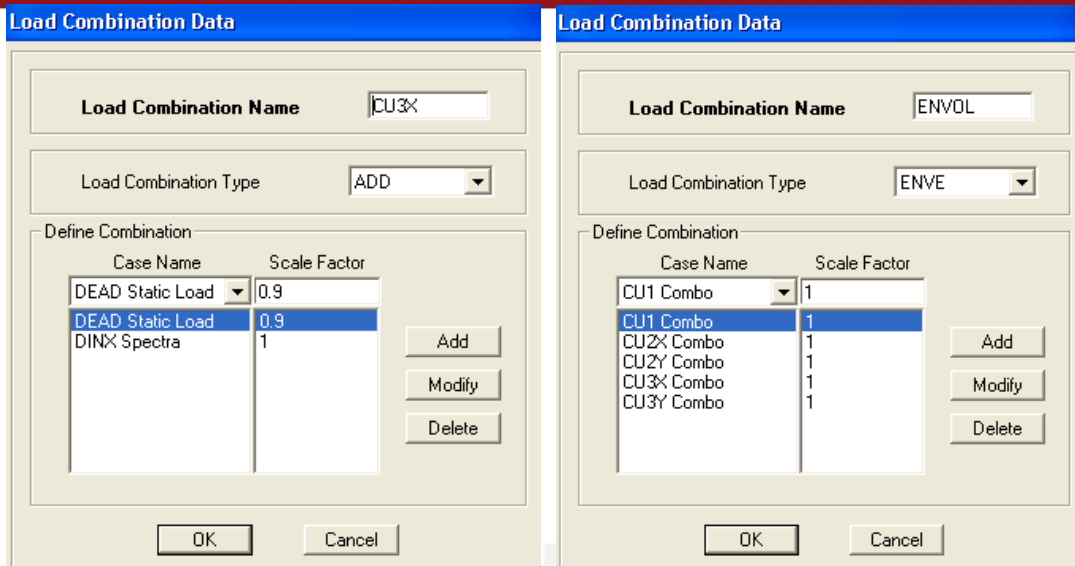 Load Combination Data
Load Combination Name CU3X
Load Combination Type ADD
Define Combination
Case Name Scale Factor
DEAD Static Load 0.9
DEAD Static Load 0.9
DINX Spectra 1
Add
Modify
Delete
OK Cancel
Load Combination Data
Load Combination Name ENVOL
Load Combination Type ENVE
Define Combination
Case Name Scale Factor
CU1 Combo 1
CU1 Combo 1
CU2X Combo 1
CU2Y Combo 1
CU3X Combo 1
CU3Y Combo 1
Add
Modify
Delete
OK Cancel